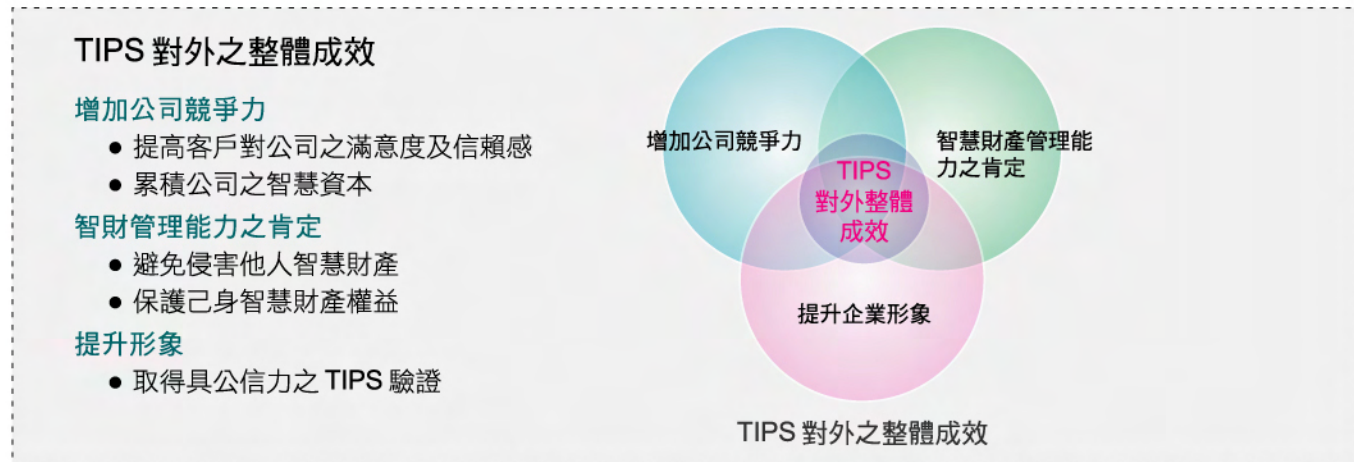 TIPS 對外之整體成效
增加公司競爭力
● 提高客戶對公司之滿意度及信賴感
● 累積公司之智慧資本
智財管理能力之肯定
● 避免侵害他人智慧財產
● 保護己身智慧財產權益
提升形象
● 取得具公信力之 TIPS 驗證
增加公司競爭力
智慧財產管理能
力之肯定
TIPS
對外整體
成效
提升企業形象
TIPS 對外之整體成效